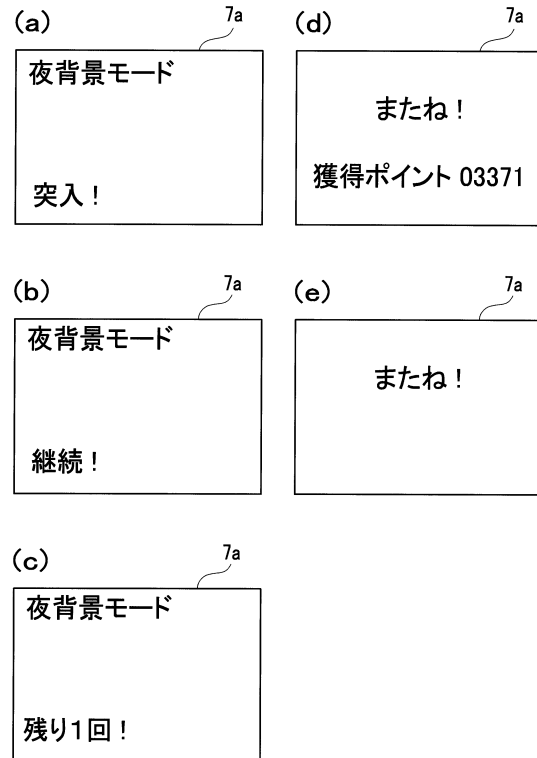 (a)
7a
夜背景モード
突入！
(b)
7a
夜背景モード
継続！
(c)
7a
夜背景モード
残り1回！
(d)
7a
またね！
獲得ポイント 03371
(e)
7a
またね！